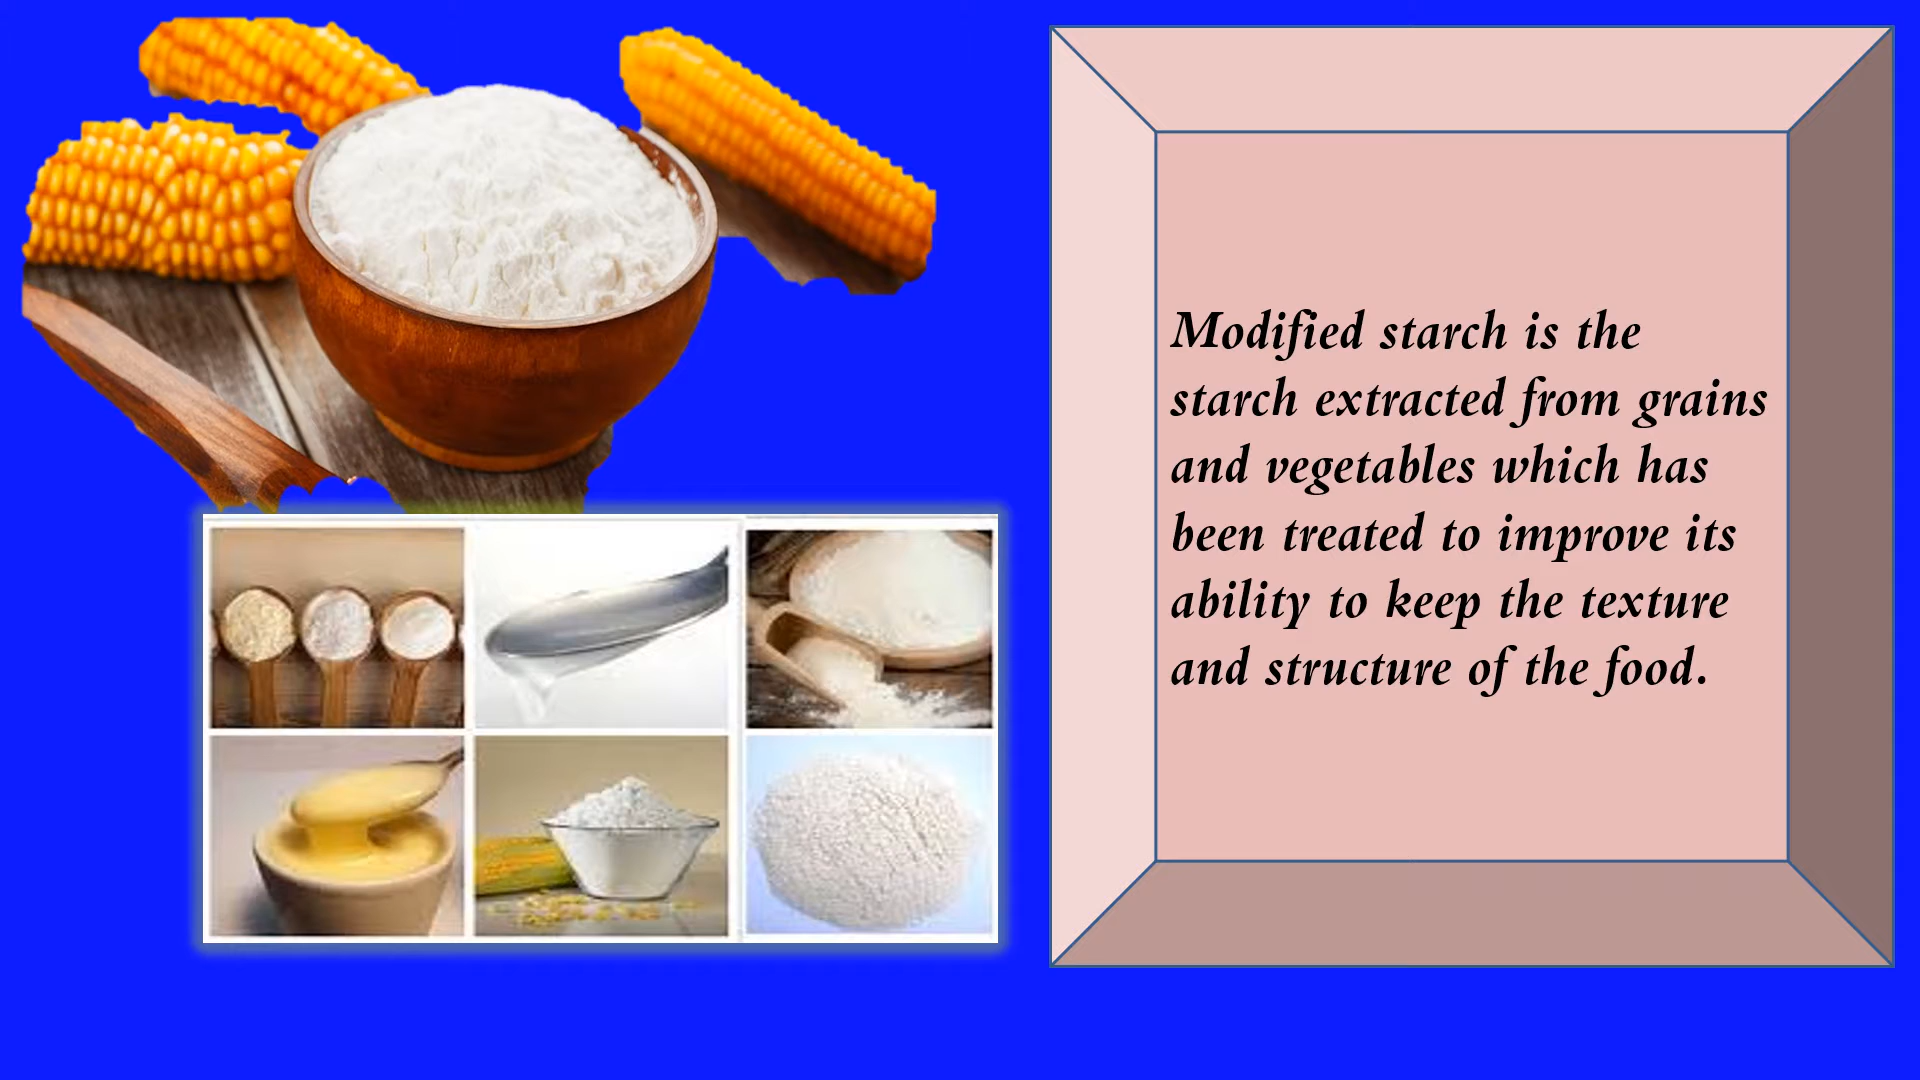 Modified starch is the
starch extracted from grains
and vegetables which has
been treated to improve its
ability to keep the texture
and structure of the food.